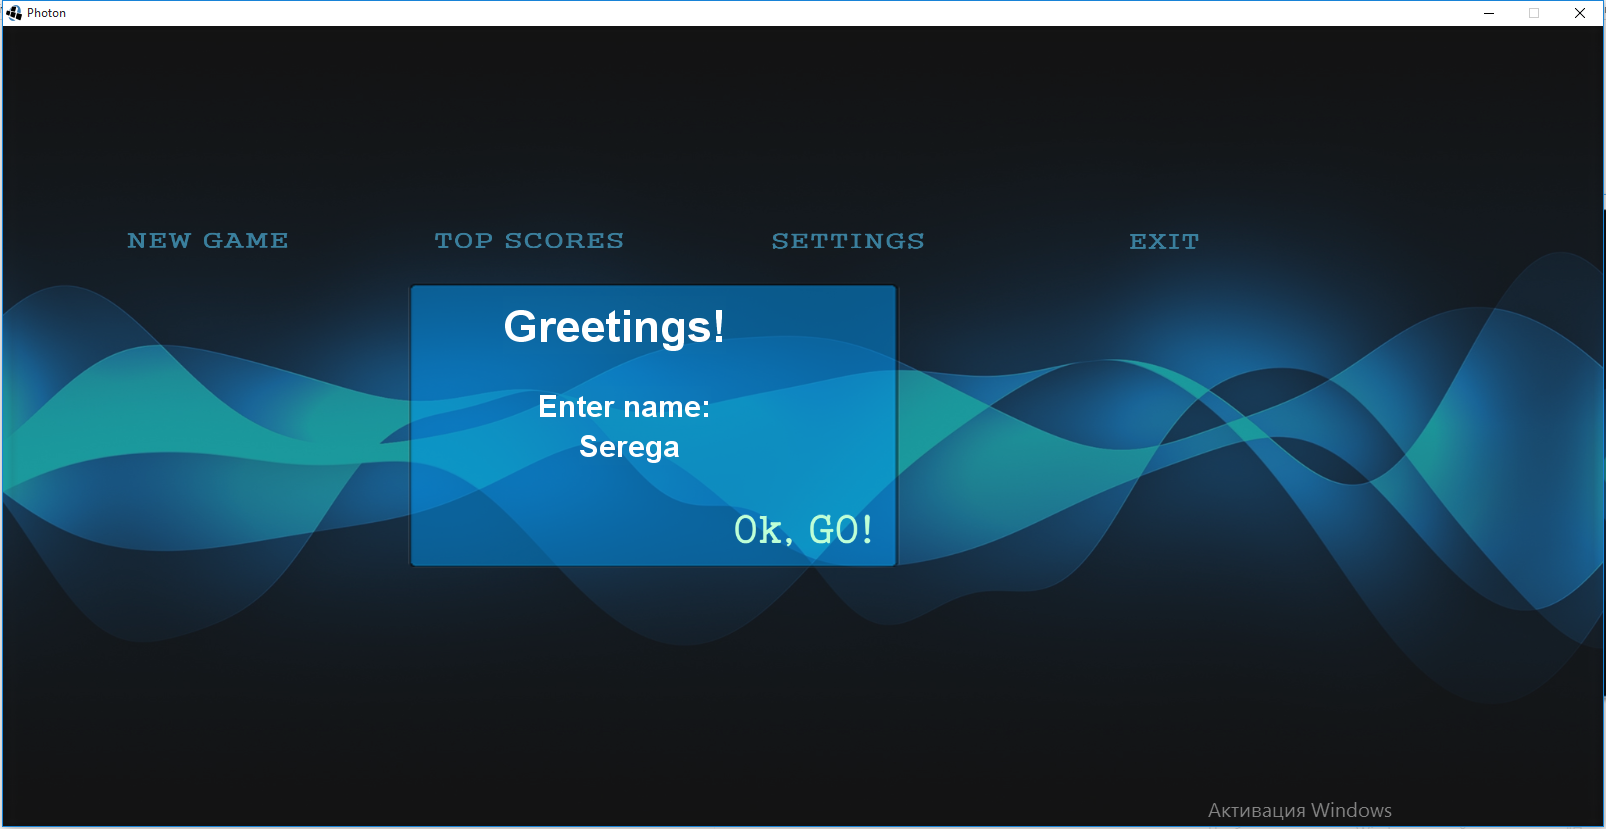 Photon
NEW GAME TOP SCORES SETTINGS EXIT
Greetings!
Enter name:
Serega
Ok, GO!
Активация Windows